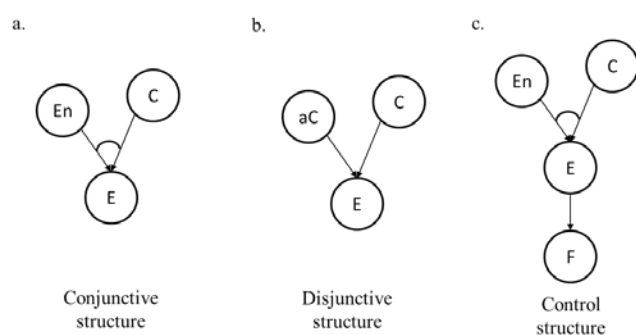 a.
En
C
E
Conjunctive
structure
b.
aC
C
E
Disjunctive
structure
c.
En
C
E
F
Control
structure